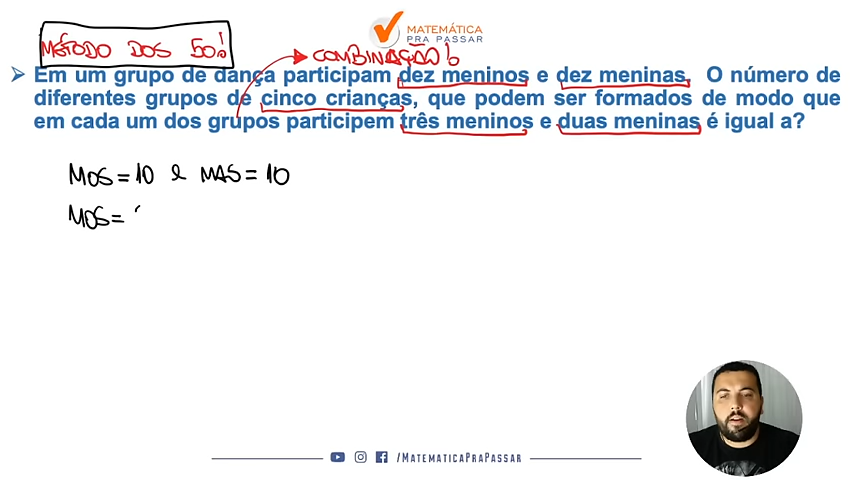 MÉTODO DOS 50!
MATEMÁTICA
PRA PASSAR
COMBINAÇÃO!
Em um grupo de dança participam dez meninos e dez meninas. O número de
diferentes grupos de cinco crianças, que podem ser formados de modo que
em cada um dos grupos participem três meninos e duas meninas é igual a?
MOS = 10 e MAS = 10
MOS =
/MATEMATICAPRAPASSAR